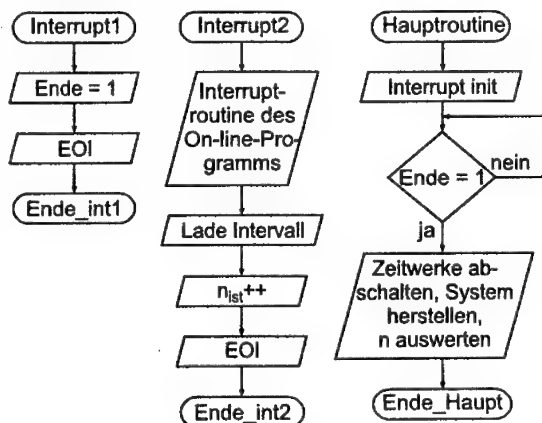 Interrupt1
Ende = 1
EOI
Ende_int1
Interrupt2
Interrupt-
routine des
On-line-Pro-
gramms
Lade Intervall
n_ist++
EOI
Ende_int2
Hauptroutine
Interrupt init
Ende = 1
nein
ja
Zeitwerke ab-
schalten, System
herstellen,
n auswerten
Ende_Haupt